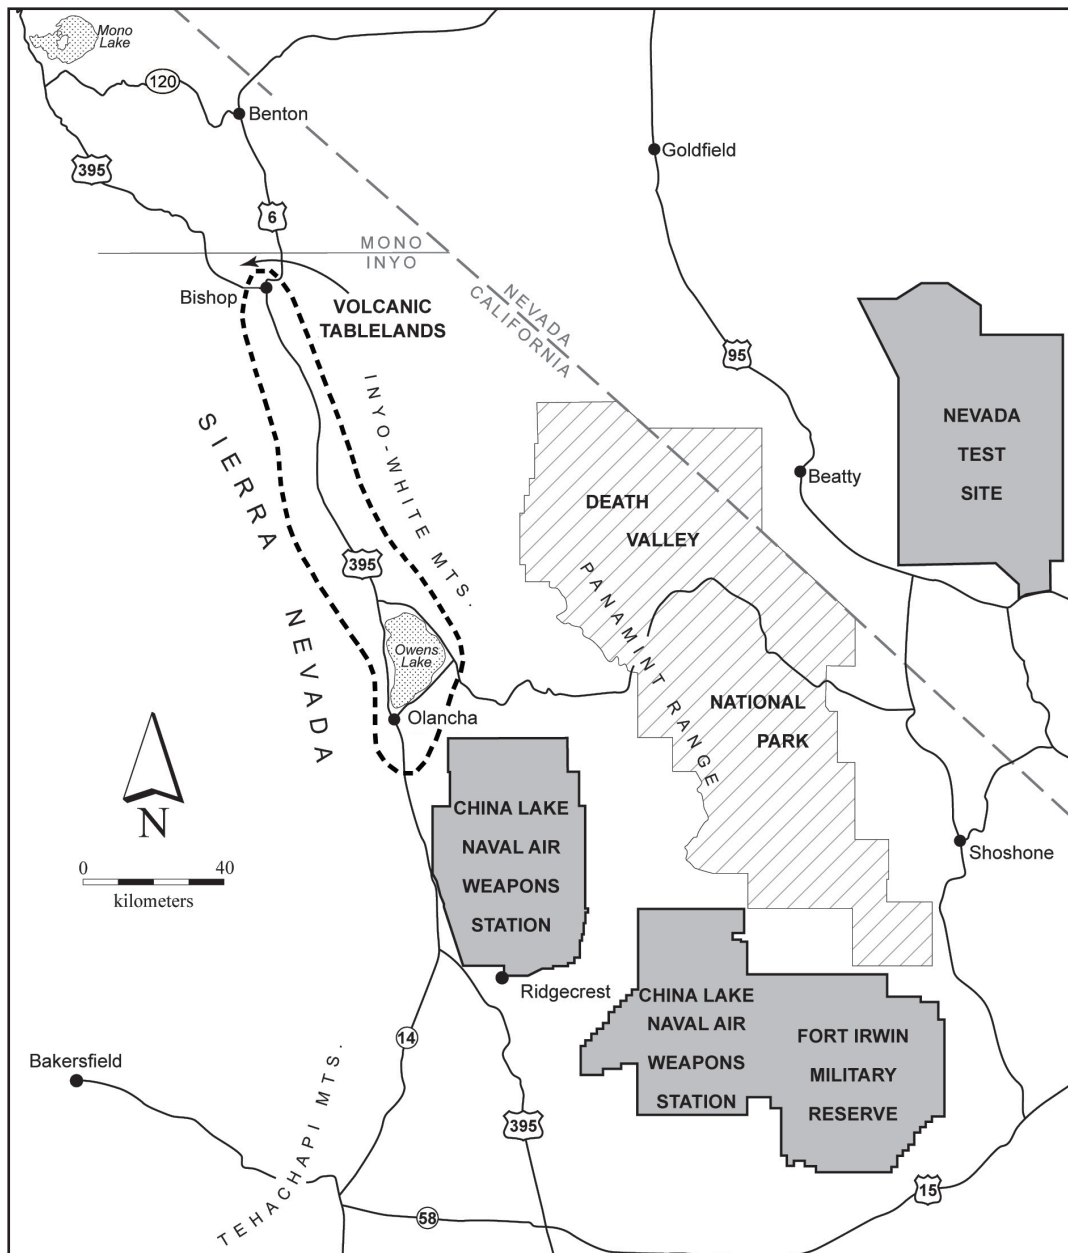 Mono
Lake
120
Benton
395
Goldfield
6
MONO
INYO
Bishop
VOLCANIC
TABLELANDS
NEVADA
CALIFORNIA
95
INYO-WHITE MTS.
SIERRA NEVADA
NEVADA
TEST
SITE
Beatty
DEATH
VALLEY
395
PANAMINT RANGE
Owens
Lake
NATIONAL
PARK
Olancha
N
0 40
kilometers
CHINA LAKE
NAVAL AIR
WEAPONS
STATION
Shoshone
Ridgecrest
CHINA LAKE
NAVAL AIR
WEAPONS
STATION
FORT IRWIN
MILITARY
RESERVE
14
Bakersfield
TEHACHAPI MTS.
395
15
58